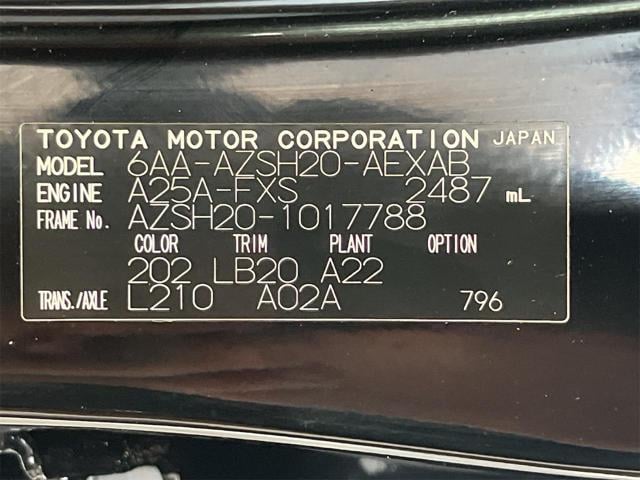 TOYOTA MOTOR CORPORATION JAPAN
MODEL 6AA-AZSH20-AEXAB
ENGINE A25A-FXS 2487 mL
FRAME No. AZSH20-1017788
COLOR TRIM PLANT OPTION
202 LB20 A22
TRANS./AXLE L210 A02A 796